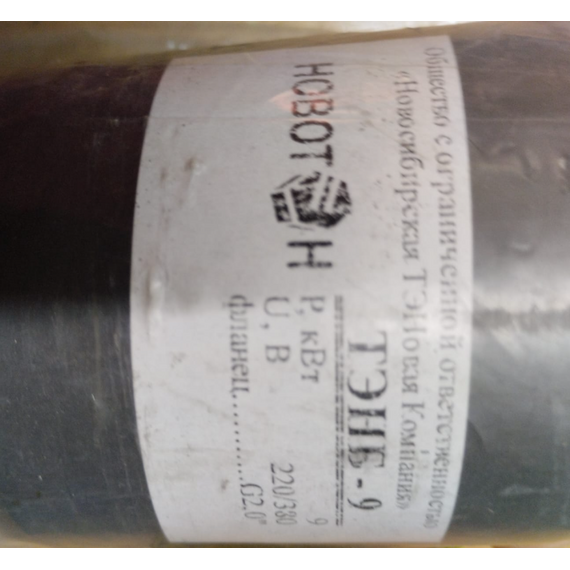 Общество с ограниченной ответственностью
«Новосибирская ТЭНовая Компания»
НОВОТЭН
ТЭНБ - 9
P, кВт 9
U, В 220/380
фланец............G2.0"